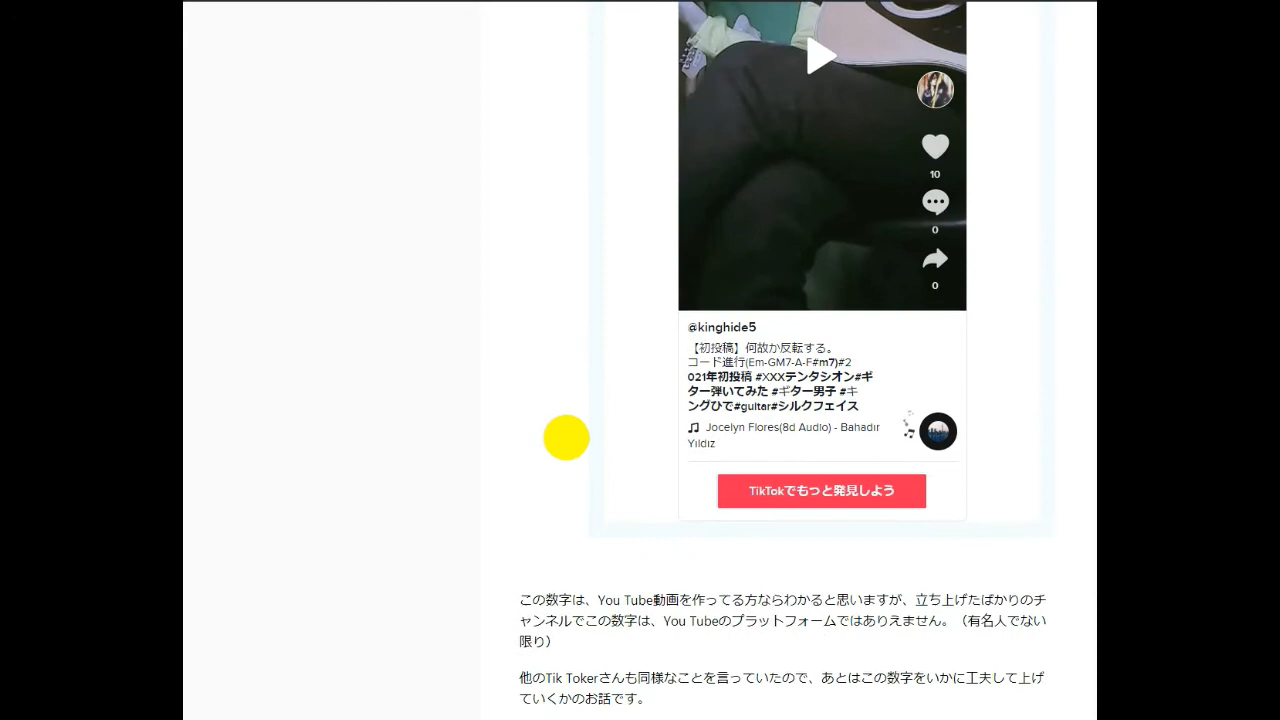 10
0
0
@kinghide5
【初投稿】何故か反転する。
コード進行(Em-GM7-A-F#m7)#2
021年初投稿 #XXXテンタシオン#ギ
ター弾いてみた #ギター男子 #キ
ングひで#guitar#シルクフェイス
Jocelyn Flores(8d Audio) - Bahadır
Yıldız
TikTokでもっと発見しよう
この数字は、You Tube動画を作ってる方ならわかると思いますが、立ち上げたばかりのチ
ャンネルでこの数字は、You Tubeのプラットフォームではありえません。（有名人でない
限り）
他のTik Tokerさんも同様なことを言っていたので、あとはこの数字をいかに工夫して上げ
ていくかのお話です。